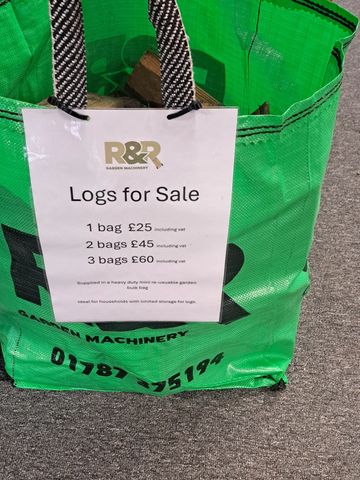 R&R
GARDEN MACHINERY
Logs for Sale
1 bag £25 including vat
2 bags £45 including vat
3 bags £60 including vat
Supplied in a heavy duty mini re-useable garden
bulk bag
Ideal for households with limited storage for logs.
GARDEN MACHINERY